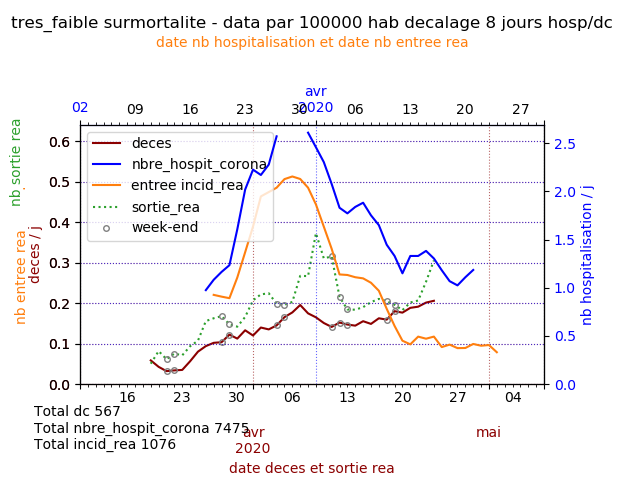 tres_faible surmortalite - data par 100000 hab decalage 8 jours hosp/dc
date nb hospitalisation et date nb entree rea
avr
02 09 16 23 30 2020 06 13 20 27
nb sortie rea
nb entree rea
deces / j
nb hospitalisation / j
0.6
0.5
0.4
0.3
0.2
0.1
0.0
2.5
2.0
1.5
1.0
0.5
0.0
deces
nbre_hospit_corona
entree incid_rea
sortie_rea
week-end
16 23 30 06 13 20 27 04
Total dc 567
Total nbre_hospit_corona 7475
Total incid_rea 1076
avr
2020
mai
date deces et sortie rea